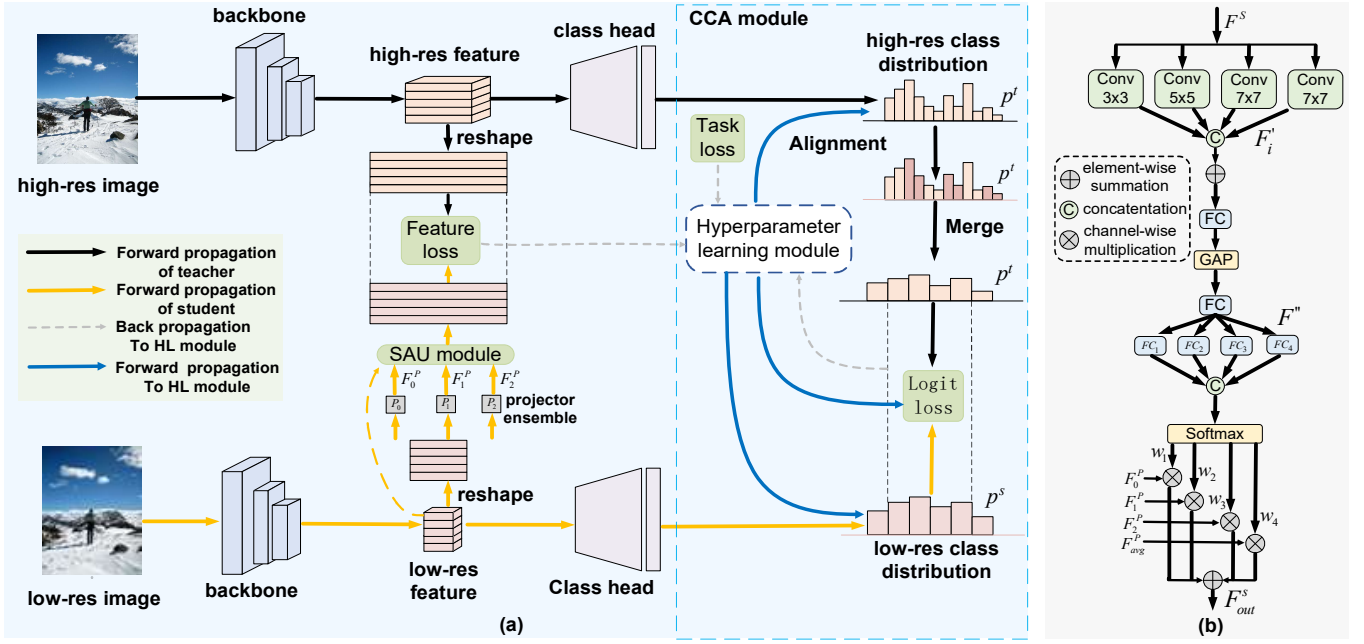 backbone
high-res feature
class head
CCA module
high-res class
distribution
p^t
reshape
Task
loss
Alignment
p^t
high-res image
Feature
loss
Hyperparameter
learning module
Merge
p^t
Forward propagation
of teacher
Forward propagation
of student
Back propagation
To HL module
Forward propagation
To HL module
SAU module
F_0^P
F_1^P
F_2^P
P_0
P_1
P_2
projector
ensemble
Logit
loss
reshape
p^s
low-res image
backbone
low-res
feature
Class head
low-res class
distribution
(a)
F^s
Conv
3x3
Conv
5x5
Conv
7x7
Conv
7x7
C
F_i^'
element-wise
summation
C
concatentation
channel-wise
multiplication
FC
GAP
FC
F^"
FC_1
FC_2
FC_3
FC_4
C
Softmax
w_1
w_2
w_3
w_4
F_0^P
F_1^P
F_2^P
F_avg^P
F_out^s
(b)